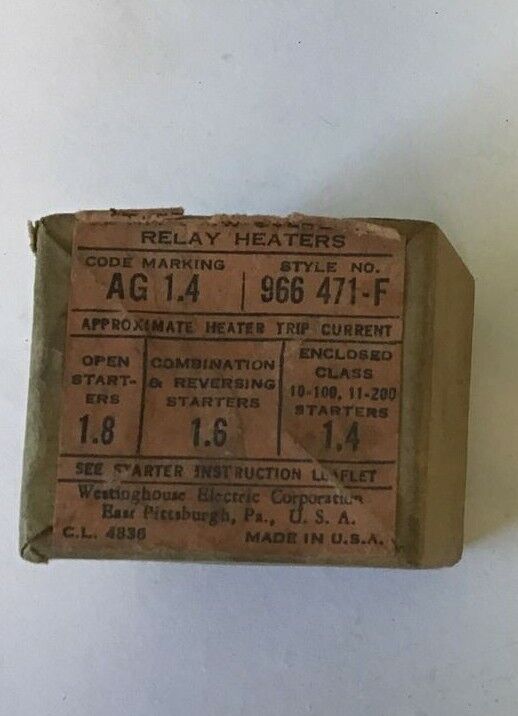 RELAY HEATERS
CODE MARKING STYLE NO.
AG 1.4 966 471-F
APPROXIMATE HEATER TRIP CURRENT
OPEN START- ERS
1.8
COMBINATION & REVERSING STARTERS
1.6
ENCLOSED CLASS 10-100, 11-200 STARTERS
1.4
SEE STARTER INSTRUCTION LEAFLET
Westinghouse Electric Corporation
East Pittsburgh, Pa., U. S. A.
C.L. 4836 MADE IN U.S.A.